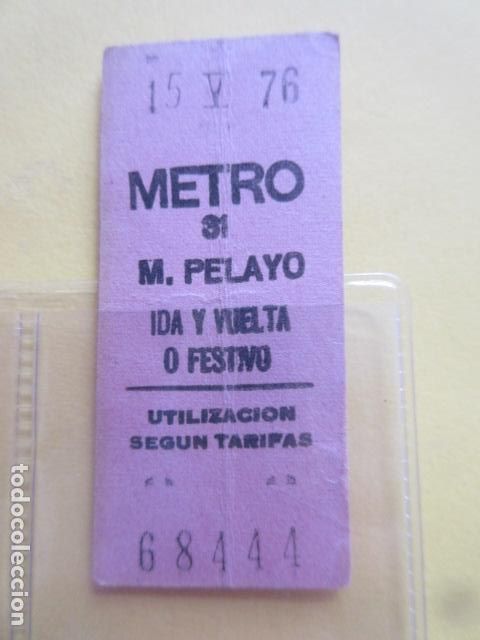 15 V 76
METRO
31
M. PELAYO
IDA Y VUELTA
O FESTIVO
UTILIZACION
SEGUN TARIFAS
68444
todocoleccion